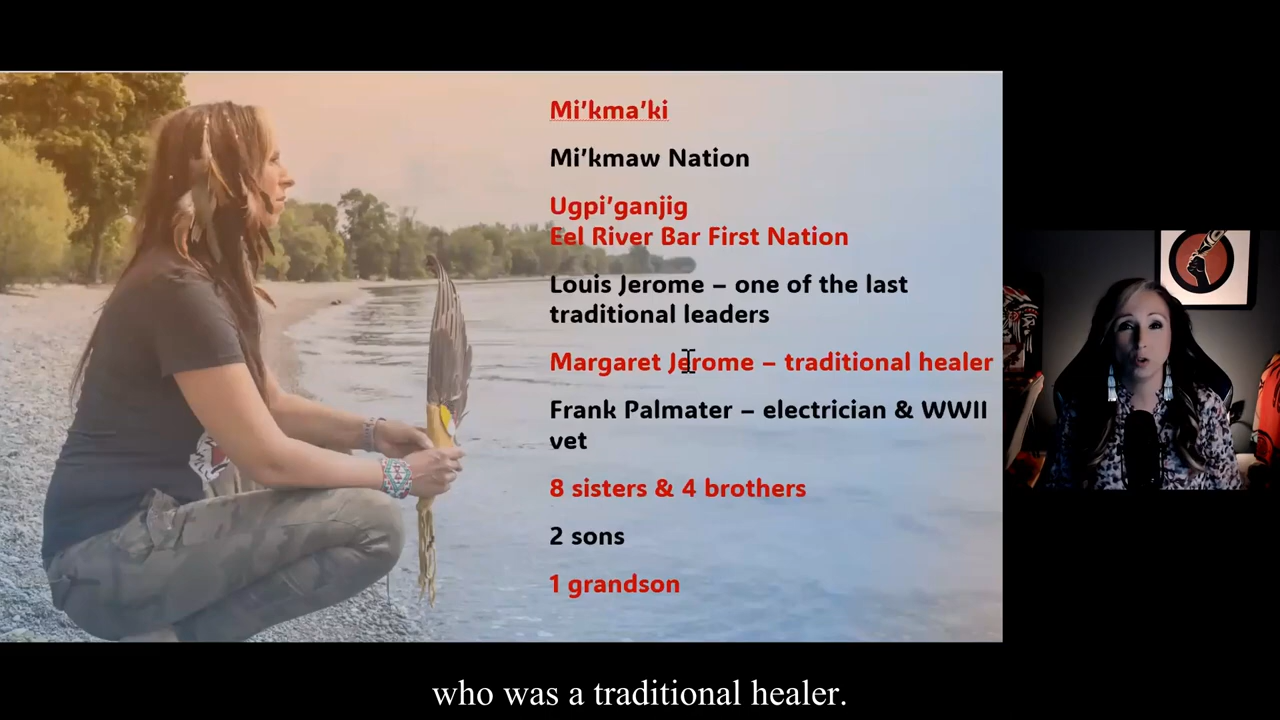 Mi’kma’ki
Mi’kmaw Nation
Ugpi’ganjig
Eel River Bar First Nation
Louis Jerome – one of the last
traditional leaders
Margaret Jerome – traditional healer
Frank Palmater – electrician & WWII
vet
8 sisters & 4 brothers
2 sons
1 grandson
who was a traditional healer.